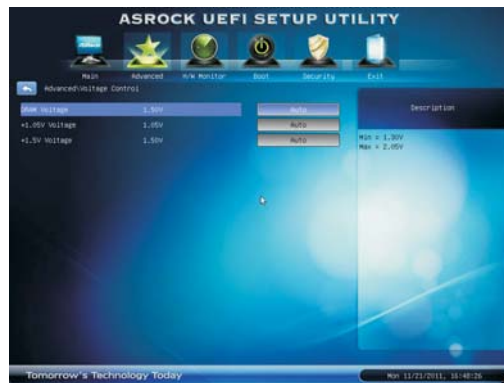 ASROCK UEFI SETUP UTILITY
Main Advanced H/W Monitor Boot Security Exit
Advanced\Voltage Control
DRAM Voltage 1.50V Auto
+1.05V Voltage 1.05V Auto
+1.5V Voltage 1.50V Auto
Description
Min = 1.30V
Max = 2.05V
Tomorrow's Technology Today
Mon 11/21/2011, 16:48:26